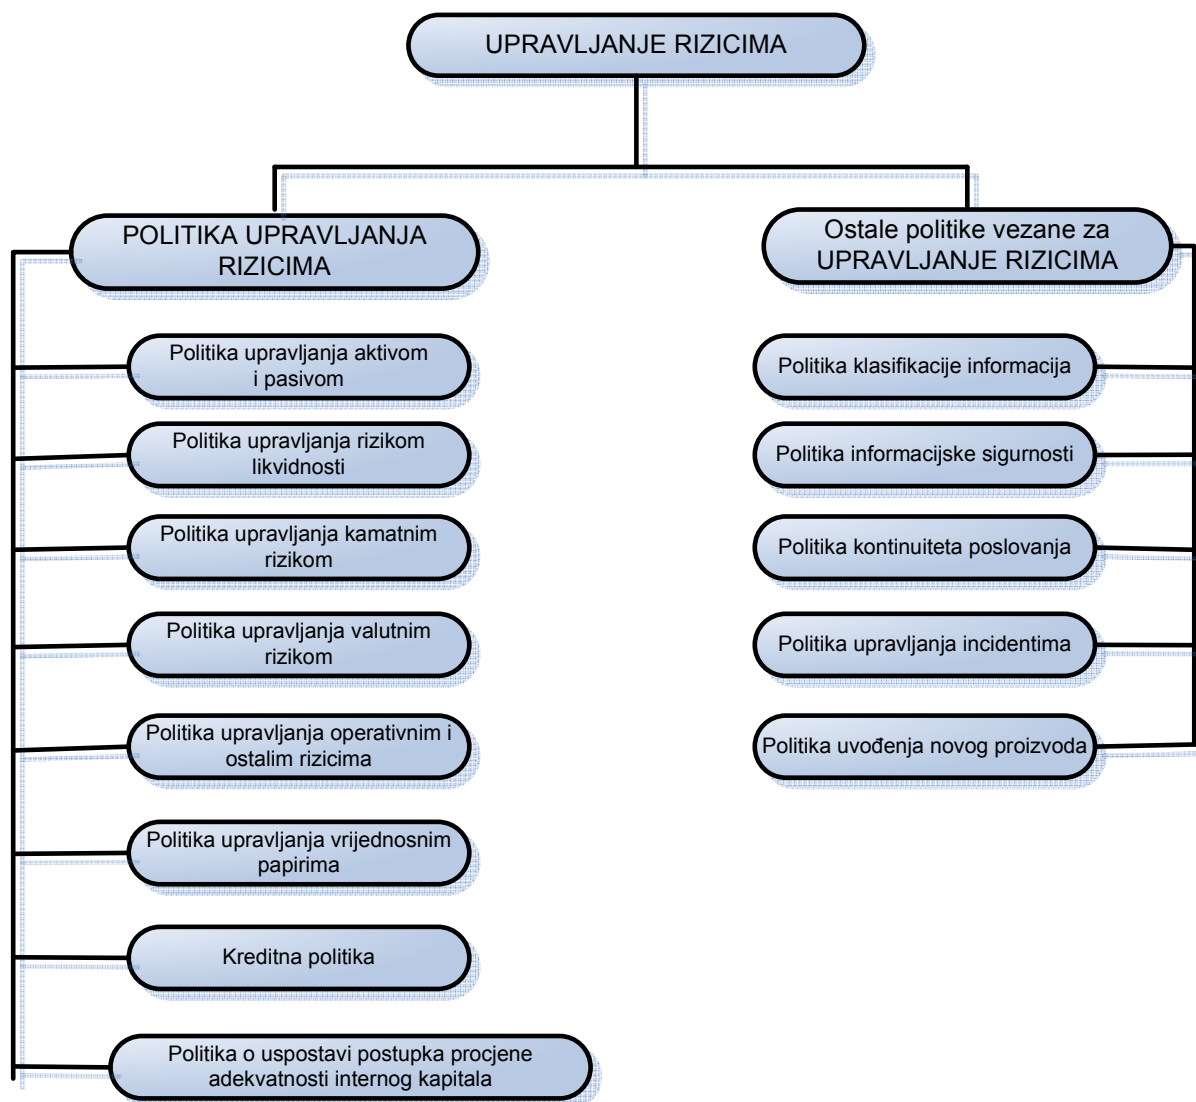 UPRAVLJANJE RIZICIMA
POLITIKA UPRAVLJANJA
RIZICIMA
Politika upravljanja aktivom
i pasivom
Politika upravljanja rizikom
likvidnosti
Politika upravljanja kamatnim
rizikom
Politika upravljanja valutnim
rizikom
Politika upravljanja operativnim i
ostalim rizicima
Politika upravljanja vrijednosnim
papirima
Kreditna politika
Politika o uspostavi postupka procjene
adekvatnosti internog kapitala
Ostale politike vezane za
UPRAVLJANJE RIZICIMA
Politika klasifikacije informacija
Politika informacijske sigurnosti
Politika kontinuiteta poslovanja
Politika upravljanja incidentima
Politika uvođenja novog proizvoda